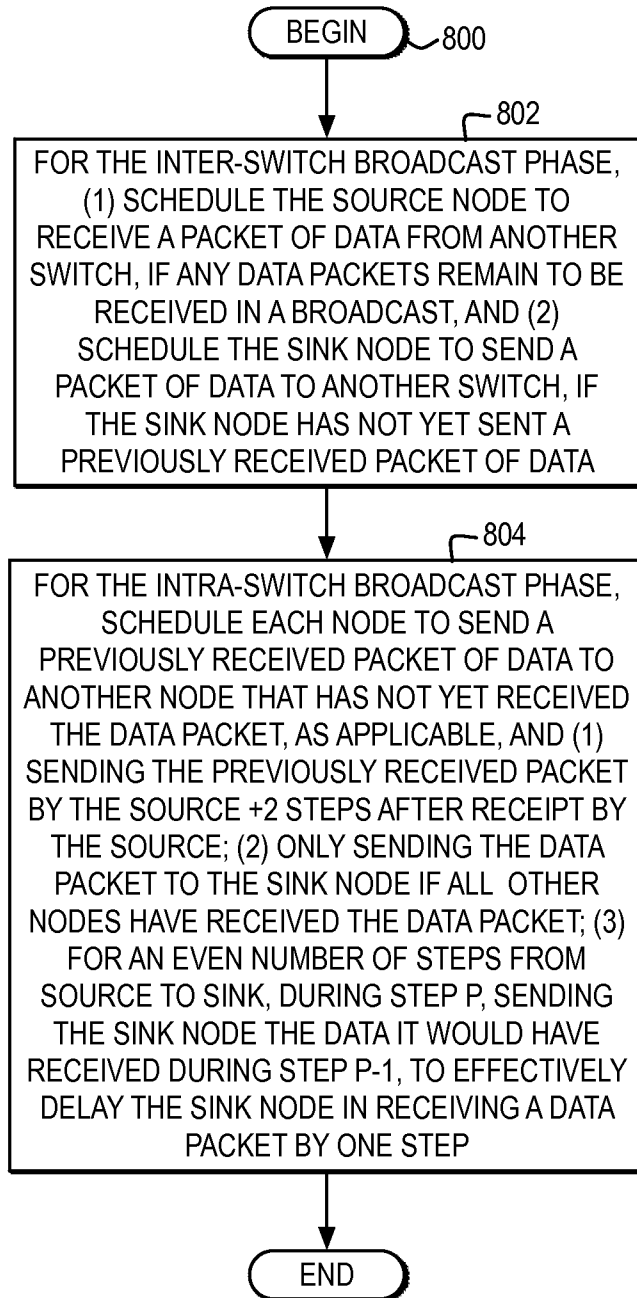 BEGIN
800
802
FOR THE INTER-SWITCH BROADCAST PHASE,
(1) SCHEDULE THE SOURCE NODE TO
RECEIVE A PACKET OF DATA FROM ANOTHER
SWITCH, IF ANY DATA PACKETS REMAIN TO BE
RECEIVED IN A BROADCAST, AND (2)
SCHEDULE THE SINK NODE TO SEND A
PACKET OF DATA TO ANOTHER SWITCH, IF
THE SINK NODE HAS NOT YET SENT A
PREVIOUSLY RECEIVED PACKET OF DATA
804
FOR THE INTRA-SWITCH BROADCAST PHASE,
SCHEDULE EACH NODE TO SEND A
PREVIOUSLY RECEIVED PACKET OF DATA TO
ANOTHER NODE THAT HAS NOT YET RECEIVED
THE DATA PACKET, AS APPLICABLE, AND (1)
SENDING THE PREVIOUSLY RECEIVED PACKET
BY THE SOURCE +2 STEPS AFTER RECEIPT BY
THE SOURCE; (2) ONLY SENDING THE DATA
PACKET TO THE SINK NODE IF ALL OTHER
NODES HAVE RECEIVED THE DATA PACKET; (3)
FOR AN EVEN NUMBER OF STEPS FROM
SOURCE TO SINK, DURING STEP P, SENDING
THE SINK NODE THE DATA IT WOULD HAVE
RECEIVED DURING STEP P-1, TO EFFECTIVELY
DELAY THE SINK NODE IN RECEIVING A DATA
PACKET BY ONE STEP
END